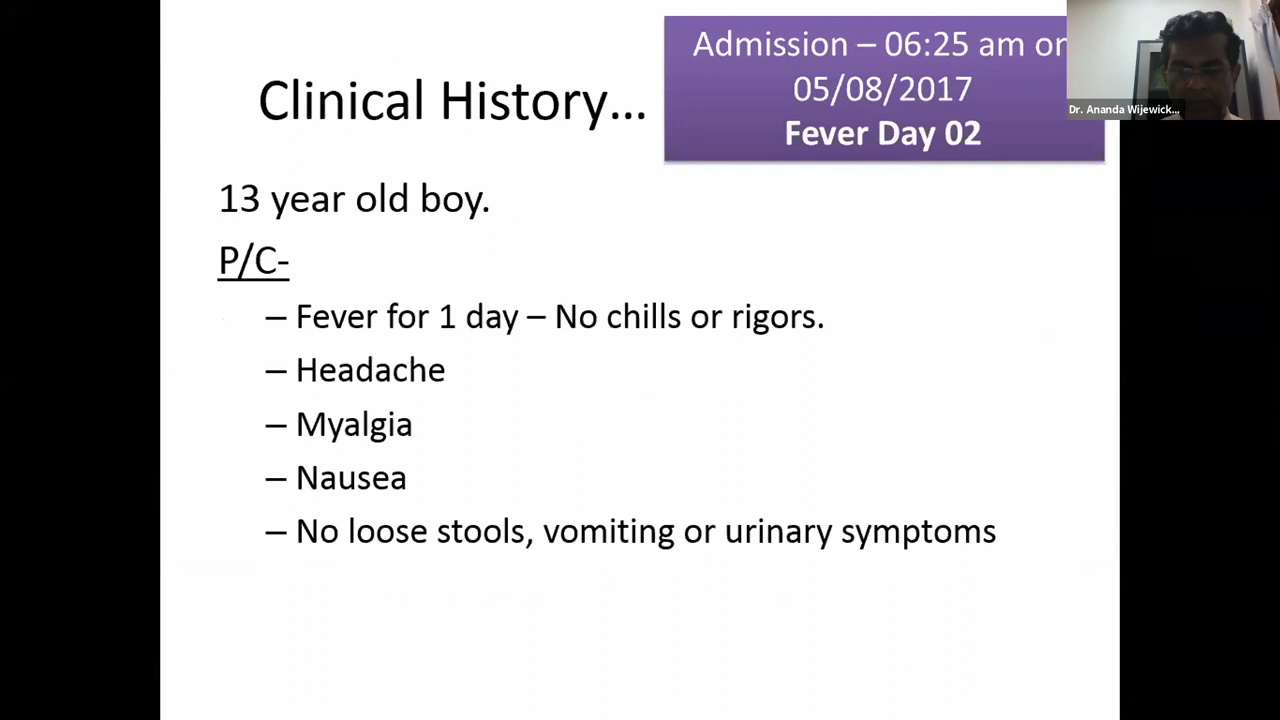 Admission – 06:25 am on
05/08/2017
Fever Day 02
Dr. Ananda Wijewick...
Clinical History...
13 year old boy.
P/C-
– Fever for 1 day – No chills or rigors.
– Headache
– Myalgia
– Nausea
– No loose stools, vomiting or urinary symptoms